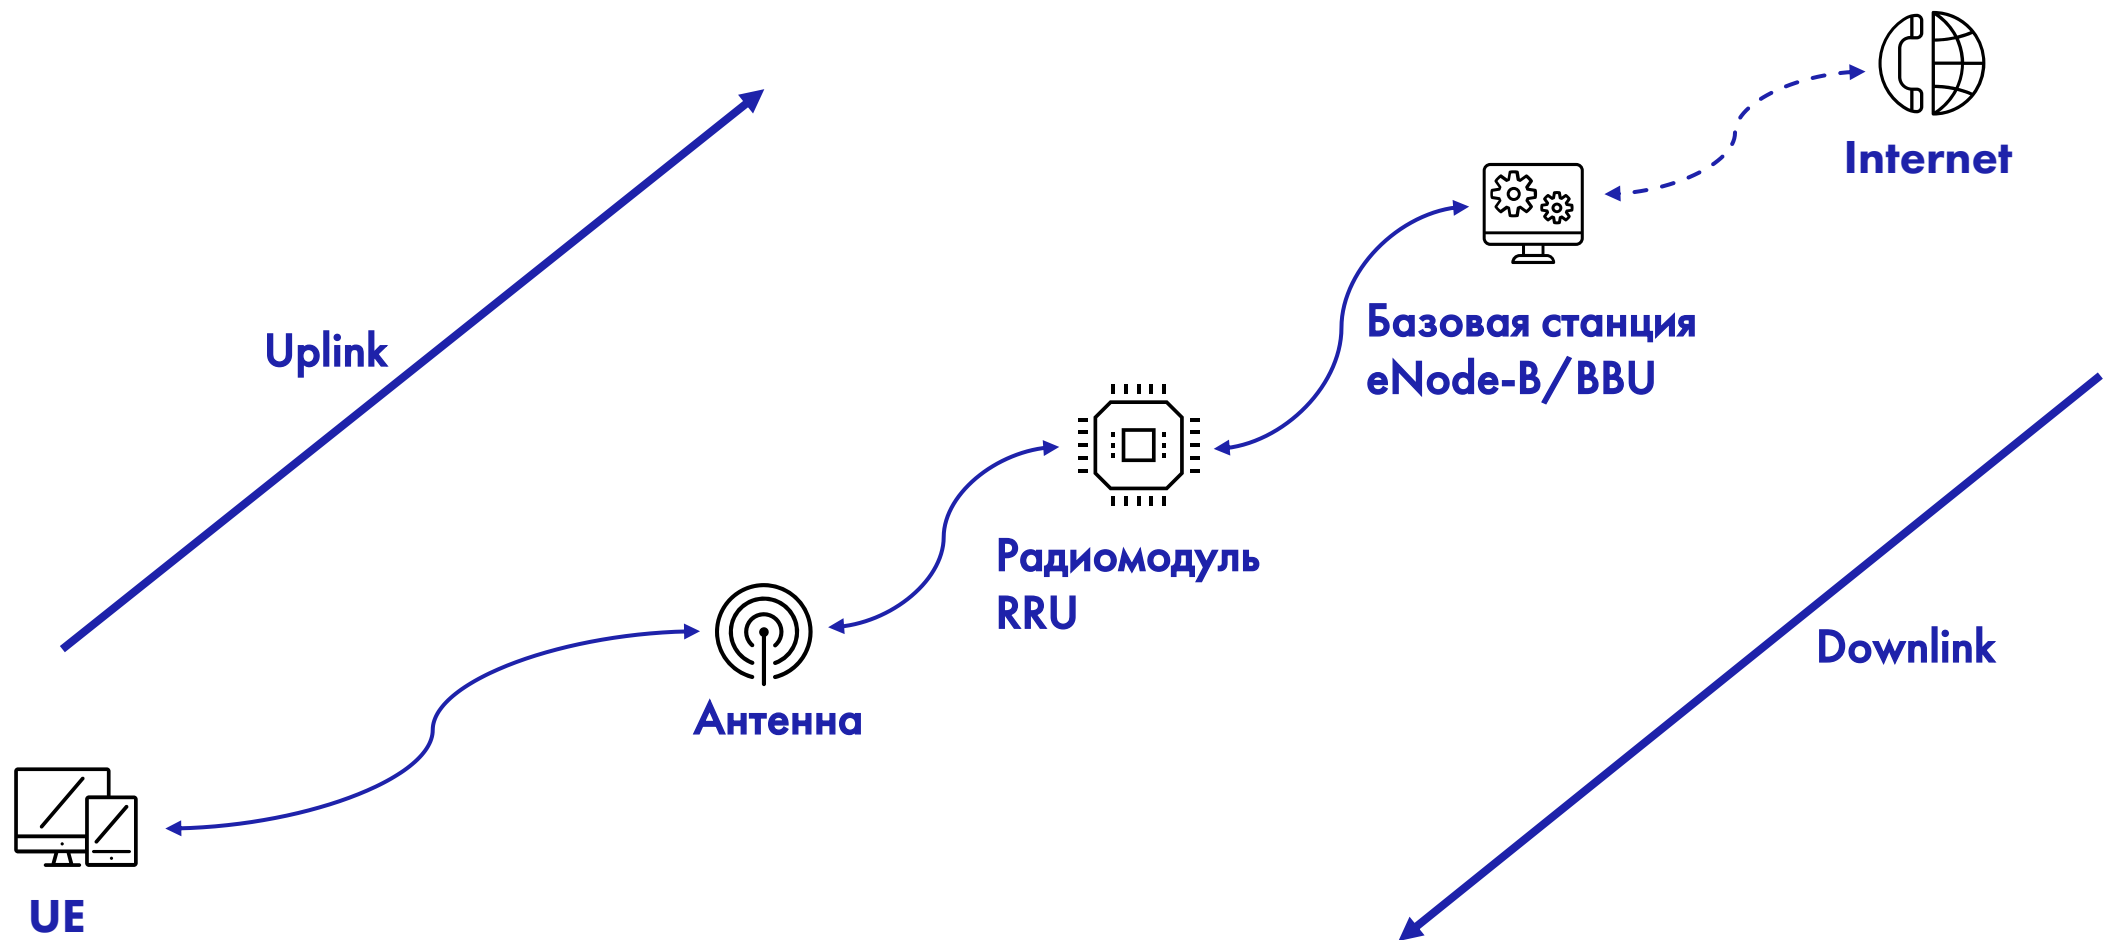 Internet
Базовая станция
eNode-B/BBU
Uplink
Радиомодуль
RRU
Downlink
Антенна
UE